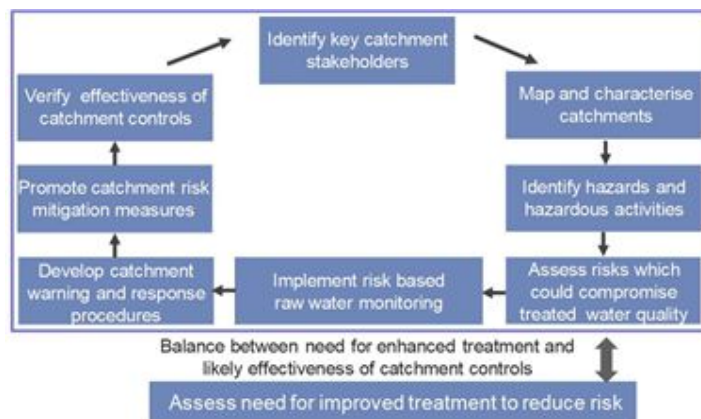 Identify key catchment
stakeholders
Map and characterise
catchments
Identify hazards and
hazardous activities
Assess risks which
could compromise
treated water quality
Implement risk based
raw water monitoring
Develop catchment
warning and response
procedures
Promote catchment risk
mitigation measures
Verify effectiveness of
catchment controls
Balance between need for enhanced treatment and
likely effectiveness of catchment controls
Assess need for improved treatment to reduce risk